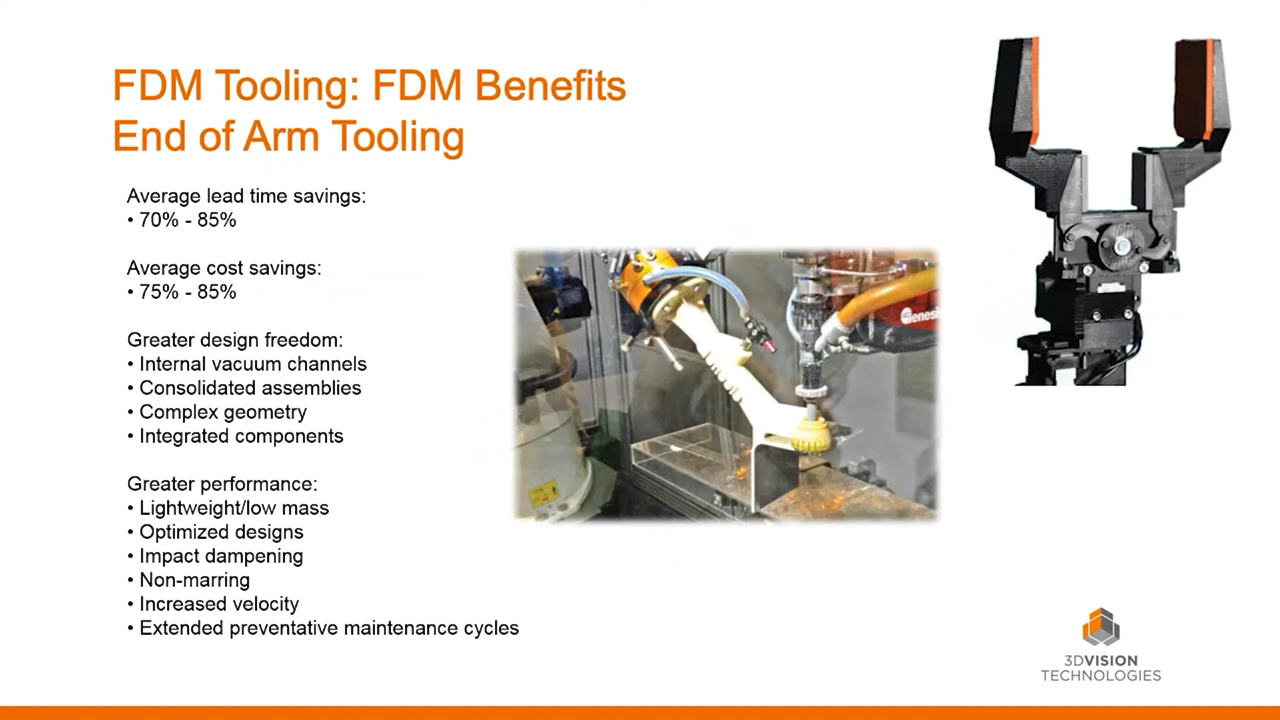 FDM Tooling: FDM Benefits
End of Arm Tooling
Average lead time savings:
• 70% - 85%
Average cost savings:
• 75% - 85%
Greater design freedom:
• Internal vacuum channels
• Consolidated assemblies
• Complex geometry
• Integrated components
Greater performance:
• Lightweight/low mass
• Optimized designs
• Impact dampening
• Non-marring
• Increased velocity
• Extended preventative maintenance cycles
3DVISION
TECHNOLOGIES